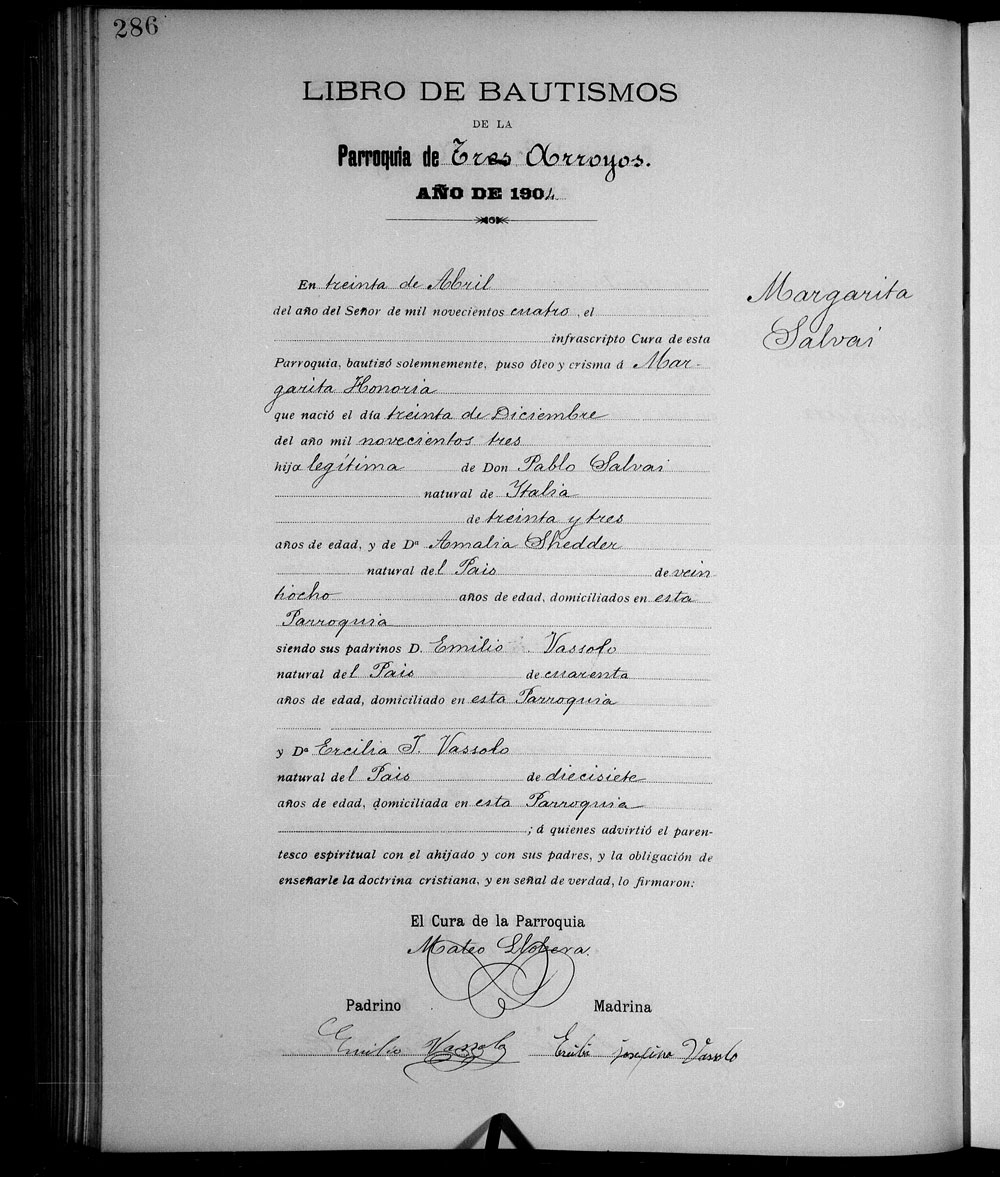 286
LIBRO DE BAUTISMOS
DE LA
Parroquia de Tres Arroyos.
AÑO DE 1904
En treinta de Abril
Margarita
del año del Señor de mil novecientos cuatro, el
infrascripto Cura de esta
Salvai
Parroquia, bautizó solemnemente, puso óleo y crisma á Mar-
garita Honoria
que nació el día treinta de Diciembre
del año mil novecientos tres
hija legítima de Don Pablo Salvai
natural de Italia
de treinta y tres
años de edad, y de Dª Amalia Shedder
natural del Pais de vein
tiocho años de edad, domiciliados en esta
Parroquia
siendo sus padrinos D. Emilio Vassolo
natural del Pais de cuarenta
años de edad, domiciliado en esta Parroquia
y Dª Ercilia J. Vassolo
natural del Pais de diecisiete
años de edad, domiciliada en esta Parroquia
; á quienes advirtió el paren-
tesco espiritual con el ahijado y con sus padres, y la obligación de
enseñarle la doctrina cristiana, y en señal de verdad, lo firmaron:
El Cura de la Parroquia
Mateo Llobera.
Padrino Madrina
Emilio Vassolo Josefina Vassolo